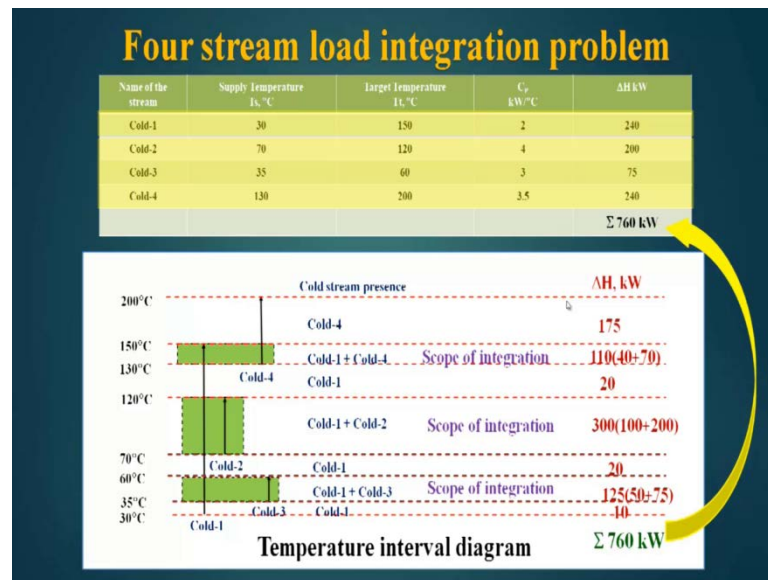 Four stream load integration problem
Name of the stream Supply Temperature Ts, °C Target Temperature Tt, °C Cp kW/°C ΔH kW
Cold-1 30 150 2 240
Cold-2 70 120 4 200
Cold-3 35 60 3 75
Cold-4 130 200 3.5 240
Σ 760 kW
Cold stream presence ΔH, kW
200°C
Cold-4 175
150°C
Cold-1 + Cold-4 Scope of integration 110(40+70)
130°C
Cold-4 Cold-1 20
120°C
Cold-1 + Cold-2 Scope of integration 300(100+200)
70°C
Cold-2 Cold-1 20
60°C
Cold-1 + Cold-3 Scope of integration 125(50+75)
35°C
Cold-3 Cold-1 10
30°C
Cold-1
Temperature interval diagram Σ 760 kW